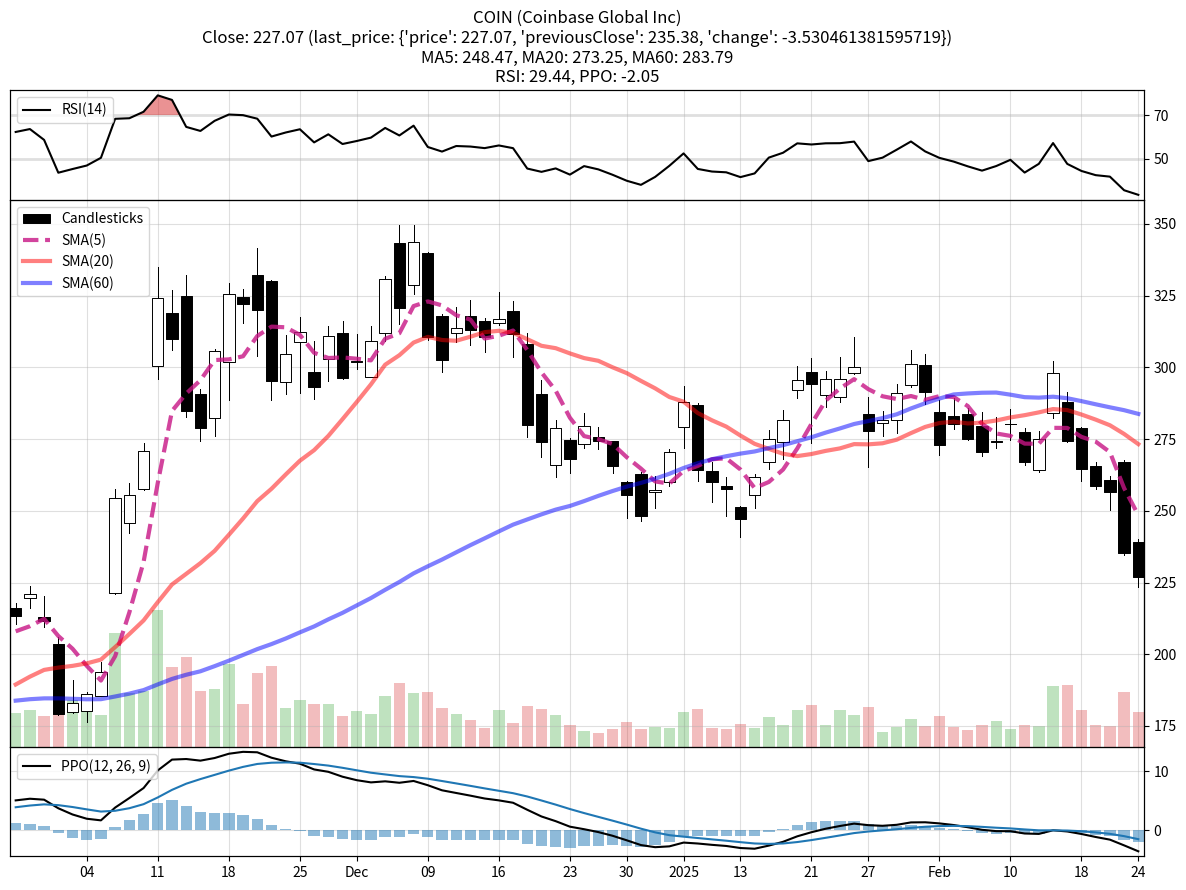 COIN (Coinbase Global Inc)
Close: 227.07 (last_price: {'price': 227.07, 'previousClose': 235.38, 'change': -3.530461381595719})
MA5: 248.47, MA20: 273.25, MA60: 283.79
RSI: 29.44, PPO: -2.05
RSI(14)
70
50
Candlesticks
SMA(5)
SMA(20)
SMA(60)
350
325
300
275
250
225
200
175
PPO(12, 26, 9)
10
0
04 11 18 25 Dec 09 16 23 30 2025 13 21 27 Feb 10 18 24